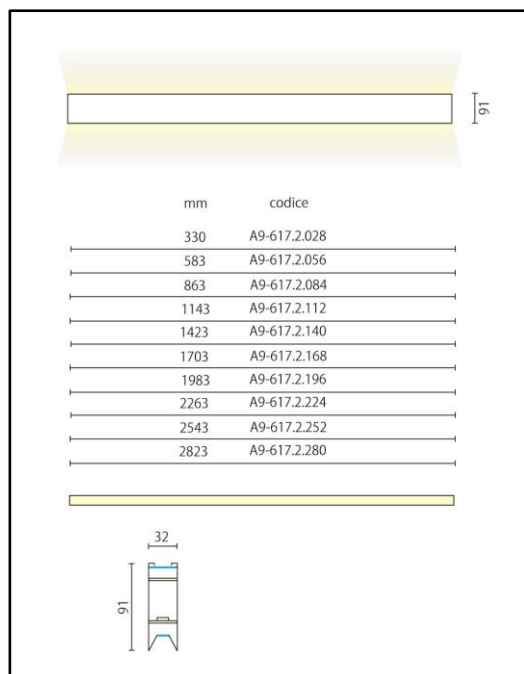 91
mm codice
330 A9-617.2.028
583 A9-617.2.056
863 A9-617.2.084
1143 A9-617.2.112
1423 A9-617.2.140
1703 A9-617.2.168
1983 A9-617.2.196
2263 A9-617.2.224
2543 A9-617.2.252
2823 A9-617.2.280
32
91